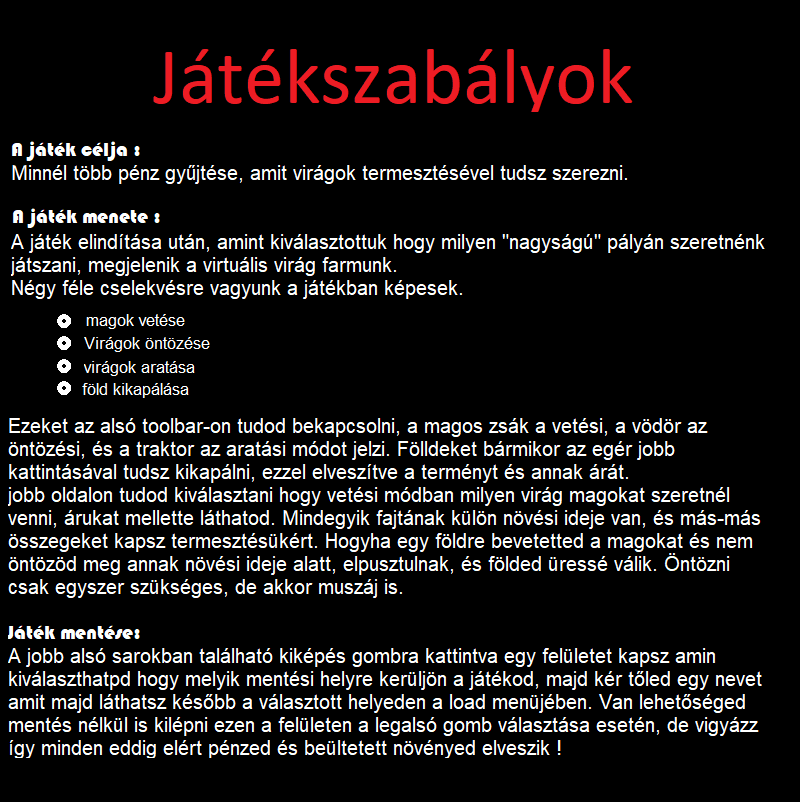 Játékszabályok
A játék célja :
Minnél több pénz gyűjtése, amit virágok termesztésével tudsz szerezni.
A játék menete :
A játék elindítása után, amint kiválasztottuk hogy milyen "nagyságú" pályán szeretnénk
játszani, megjelenik a virtuális virág farmunk.
Négy féle cselekvésre vagyunk a játékban képesek.
magok vetése
Virágok öntözése
virágok aratása
föld kikapálása
Ezeket az alsó toolbar-on tudod bekapcsolni, a magos zsák a vetési, a vödör az
öntözési, és a traktor az aratási módot jelzi. Fölldeket bármikor az egér jobb
kattintásával tudsz kikapálni, ezzel elveszítve a terményt és annak árát.
jobb oldalon tudod kiválasztani hogy vetési módban milyen virág magokat szeretnél
venni, árukat mellette láthatod. Mindegyik fajtának külön növési ideje van, és más-más
összegeket kapsz termesztésükért. Hogyha egy földre bevetetted a magokat és nem
öntözöd meg annak növési ideje alatt, elpusztulnak, és földed üressé válik. Öntözni
csak egyszer szükséges, de akkor muszáj is.
Játék mentése:
A jobb alsó sarokban található kiképés gombra kattintva egy felületet kapsz amin
kiválaszthatpd hogy melyik mentési helyre kerüljön a játékod, majd kér tőled egy nevet
amit majd láthatsz később a választott helyeden a load menüjében. Van lehetőséged
mentés nélkül is kilépni ezen a felületen a legalsó gomb választása esetén, de vigyázz
így minden eddig elért pénzed és beültetett növényed elveszik !